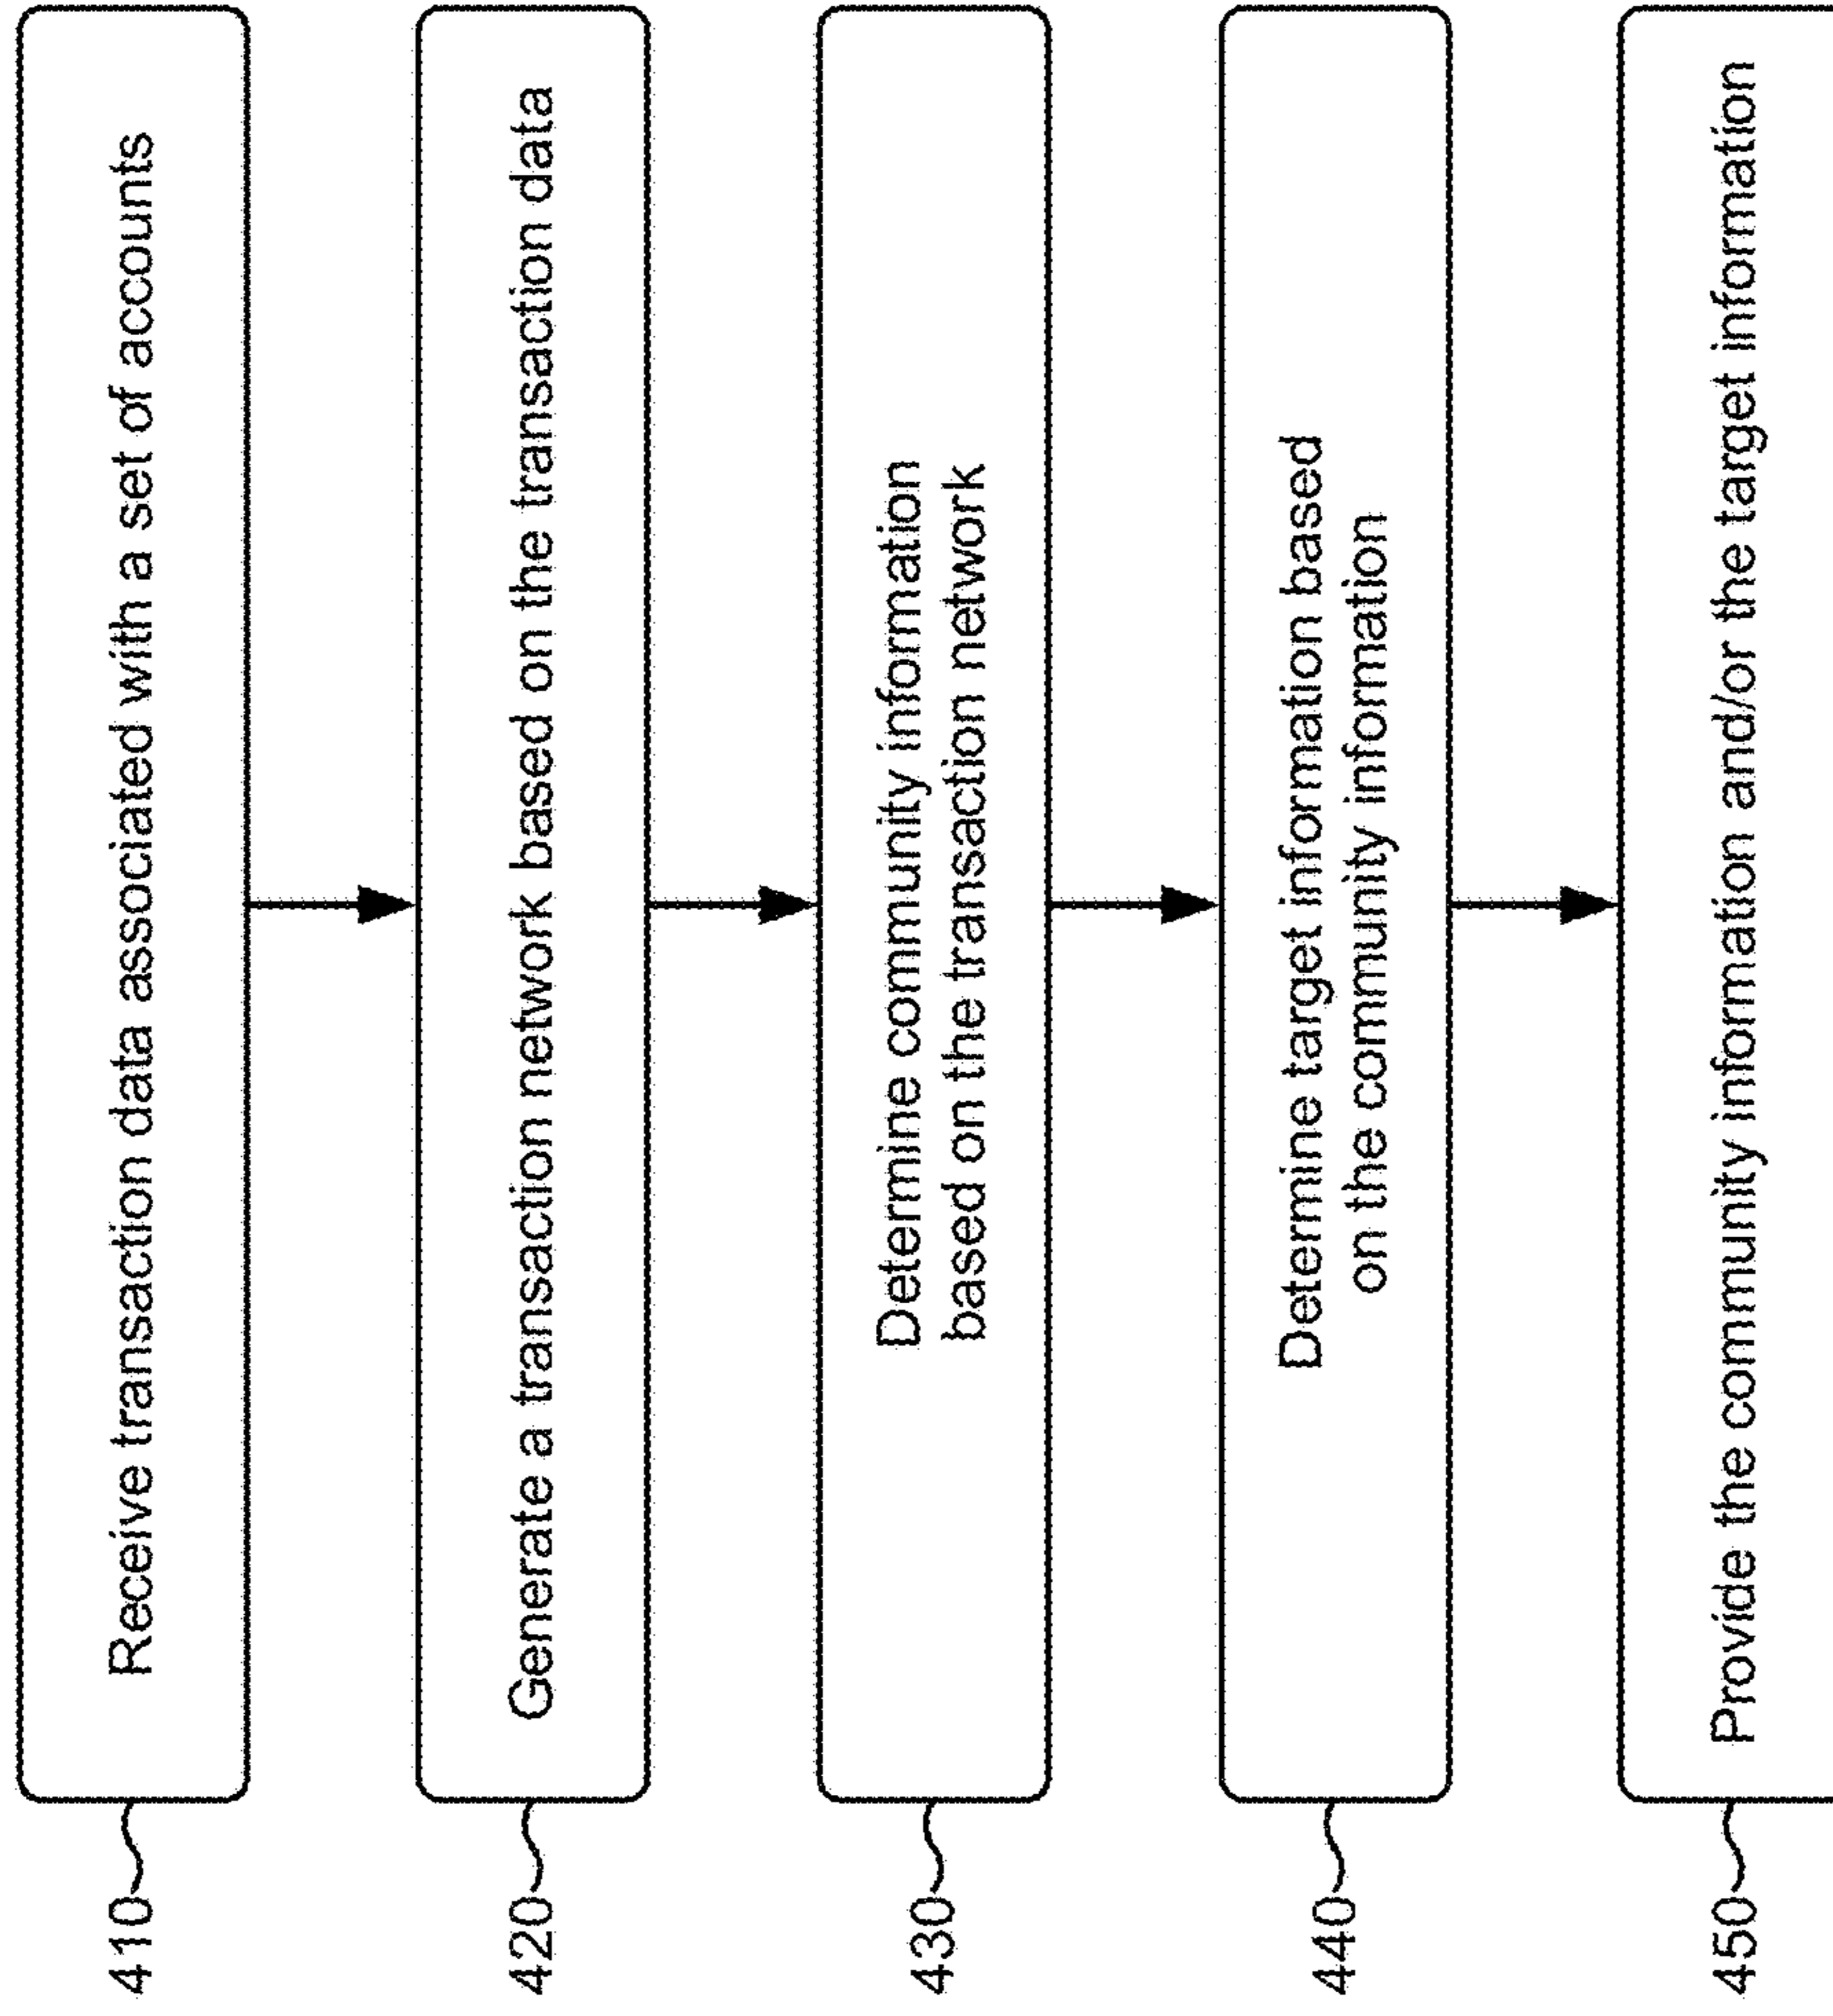 410
Receive transaction data associated with a set of accounts
420
Generate a transaction network based on the transaction data
430
Determine community information
based on the transaction network
440
Determine target information based
on the community information
450
Provide the community information and/or the target information